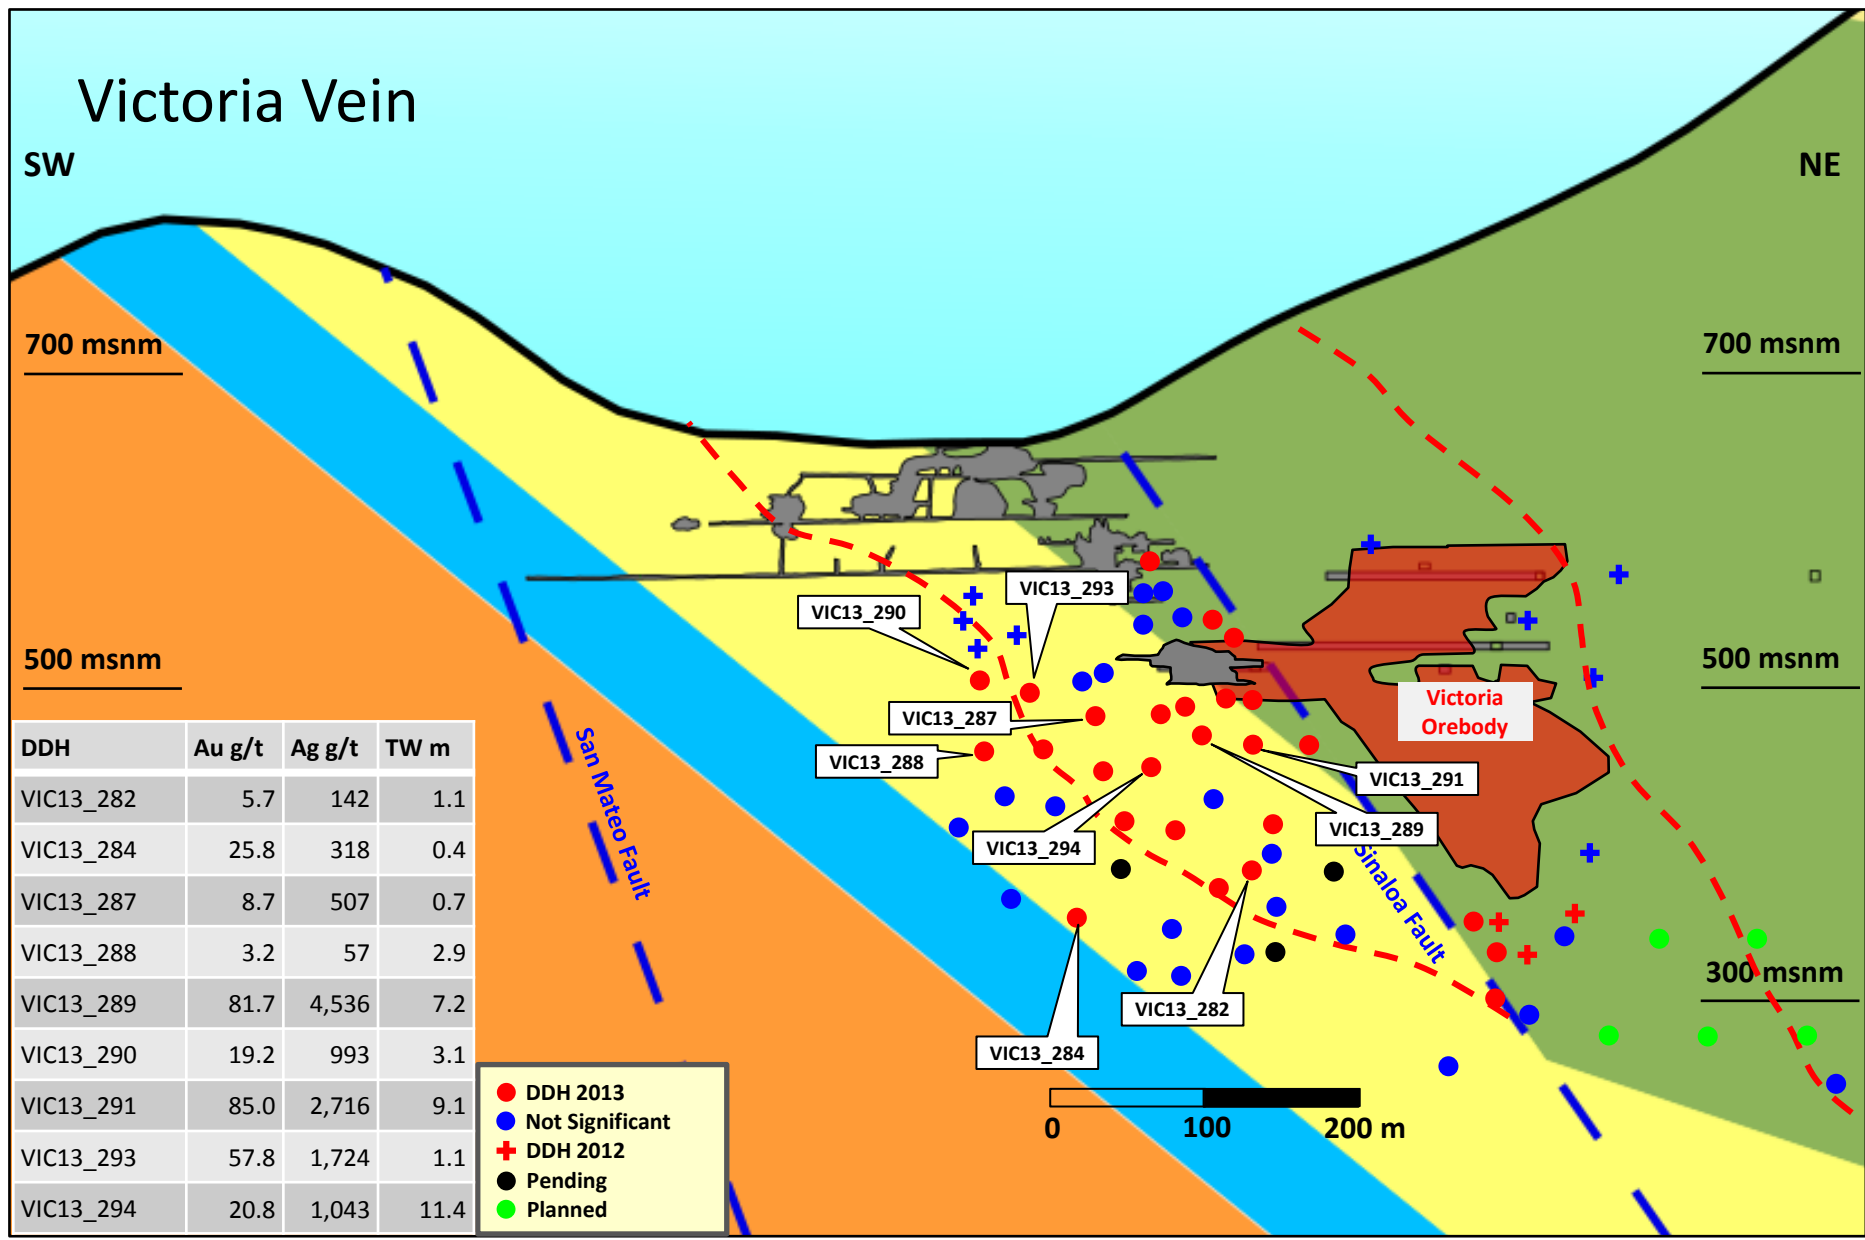 Victoria Vein
SW
NE
700 msnm
700 msnm
VIC13_293
VIC13_290
500 msnm
500 msnm
Victoria
Orebody
VIC13_287
VIC13_288
VIC13_291
VIC13_289
VIC13_294
San Mateo Fault
Sinaloa Fault
300 msnm
VIC13_282
VIC13_284
DDH Au g/t Ag g/t TW m
VIC13_282 5.7 142 1.1
VIC13_284 25.8 318 0.4
VIC13_287 8.7 507 0.7
VIC13_288 3.2 57 2.9
VIC13_289 81.7 4,536 7.2
VIC13_290 19.2 993 3.1
VIC13_291 85.0 2,716 9.1
VIC13_293 57.8 1,724 1.1
VIC13_294 20.8 1,043 11.4
DDH 2013
Not Significant
DDH 2012
Pending
Planned
0 100 200 m